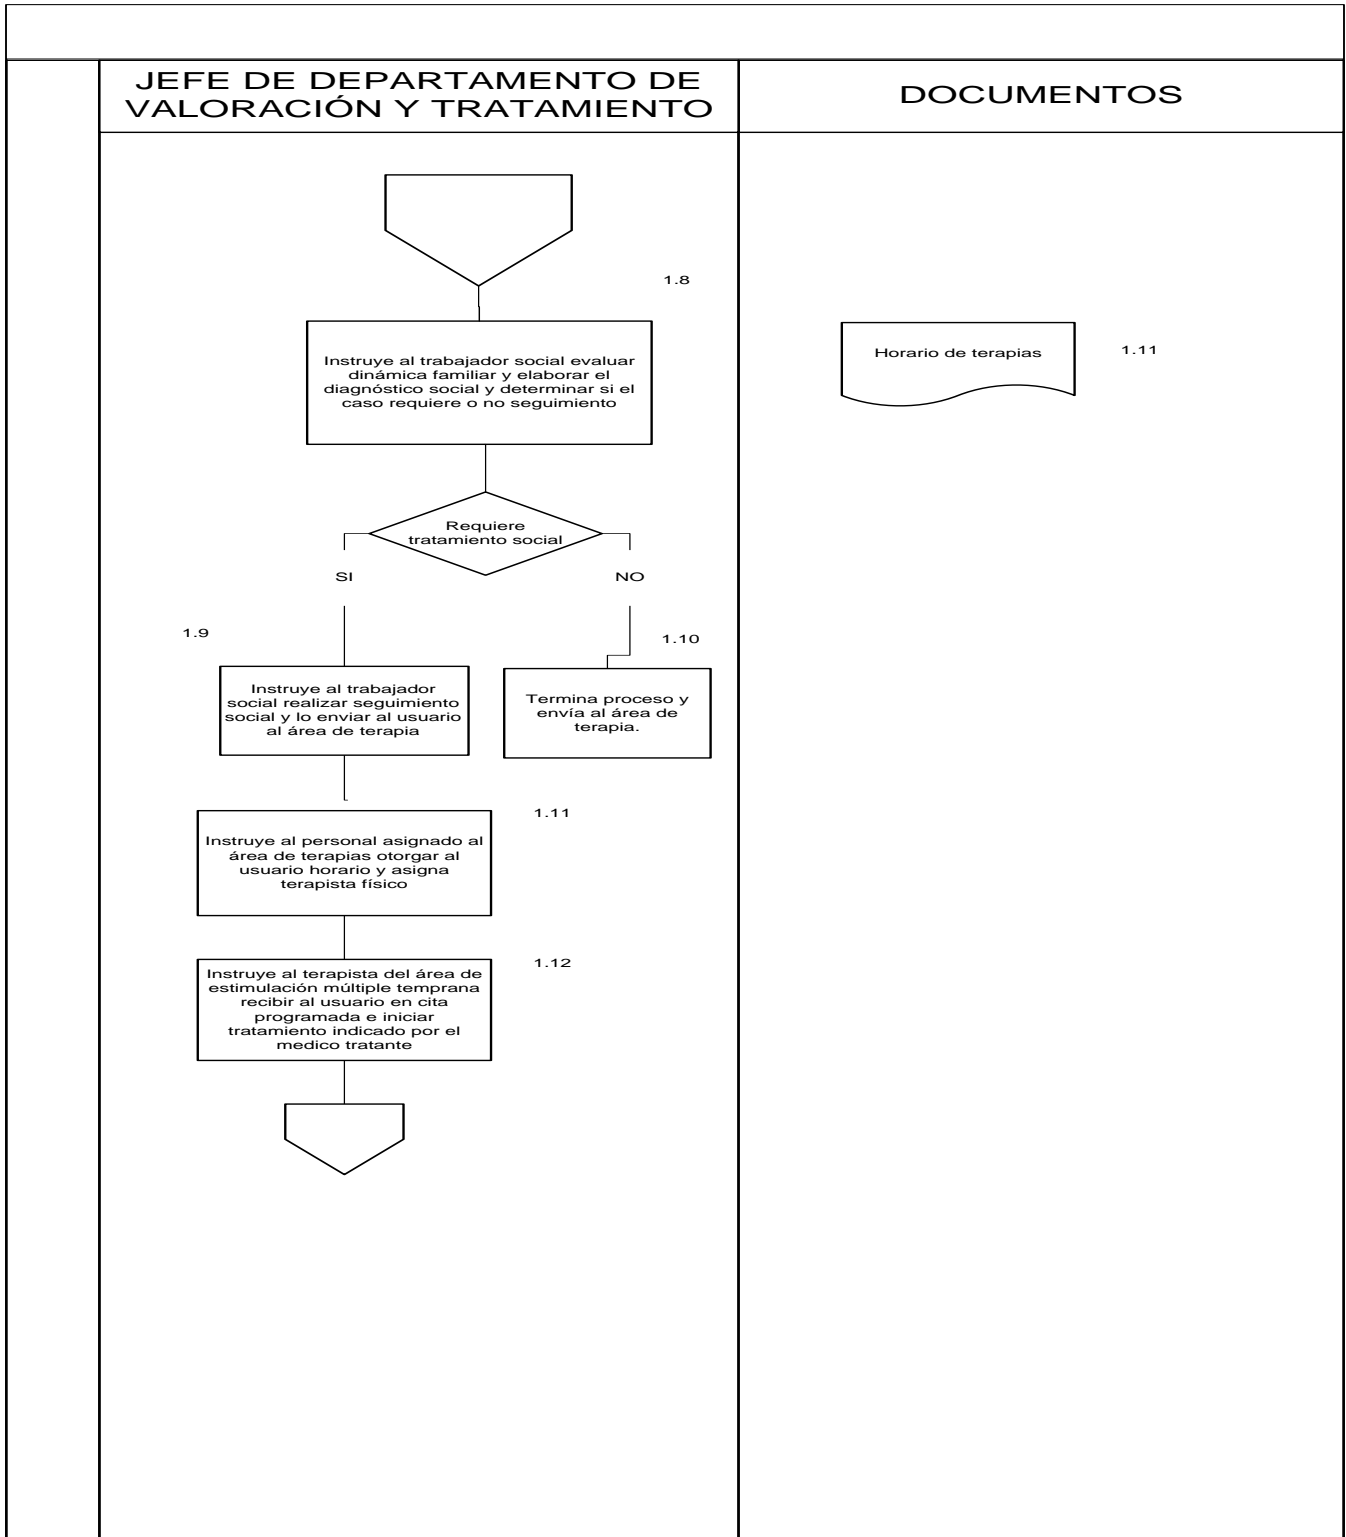 JEFE DE DEPARTAMENTO DE
VALORACIÓN Y TRATAMIENTO
DOCUMENTOS
1.8
Instruye al trabajador social evaluar
dinámica familiar y elaborar el
diagnóstico social y determinar si el
caso requiere o no seguimiento
Horario de terapias
1.11
Requiere
tratamiento social
SI
NO
1.9
1.10
Instruye al trabajador
social realizar seguimiento
social y lo enviar al usuario
al área de terapia
Termina proceso y
envía al área de
terapia.
1.11
Instruye al personal asignado al
área de terapias otorgar al
usuario horario y asigna
terapista físico
1.12
Instruye al terapista del área de
estimulación múltiple temprana
recibir al usuario en cita
programada e iniciar
tratamiento indicado por el
medico tratante